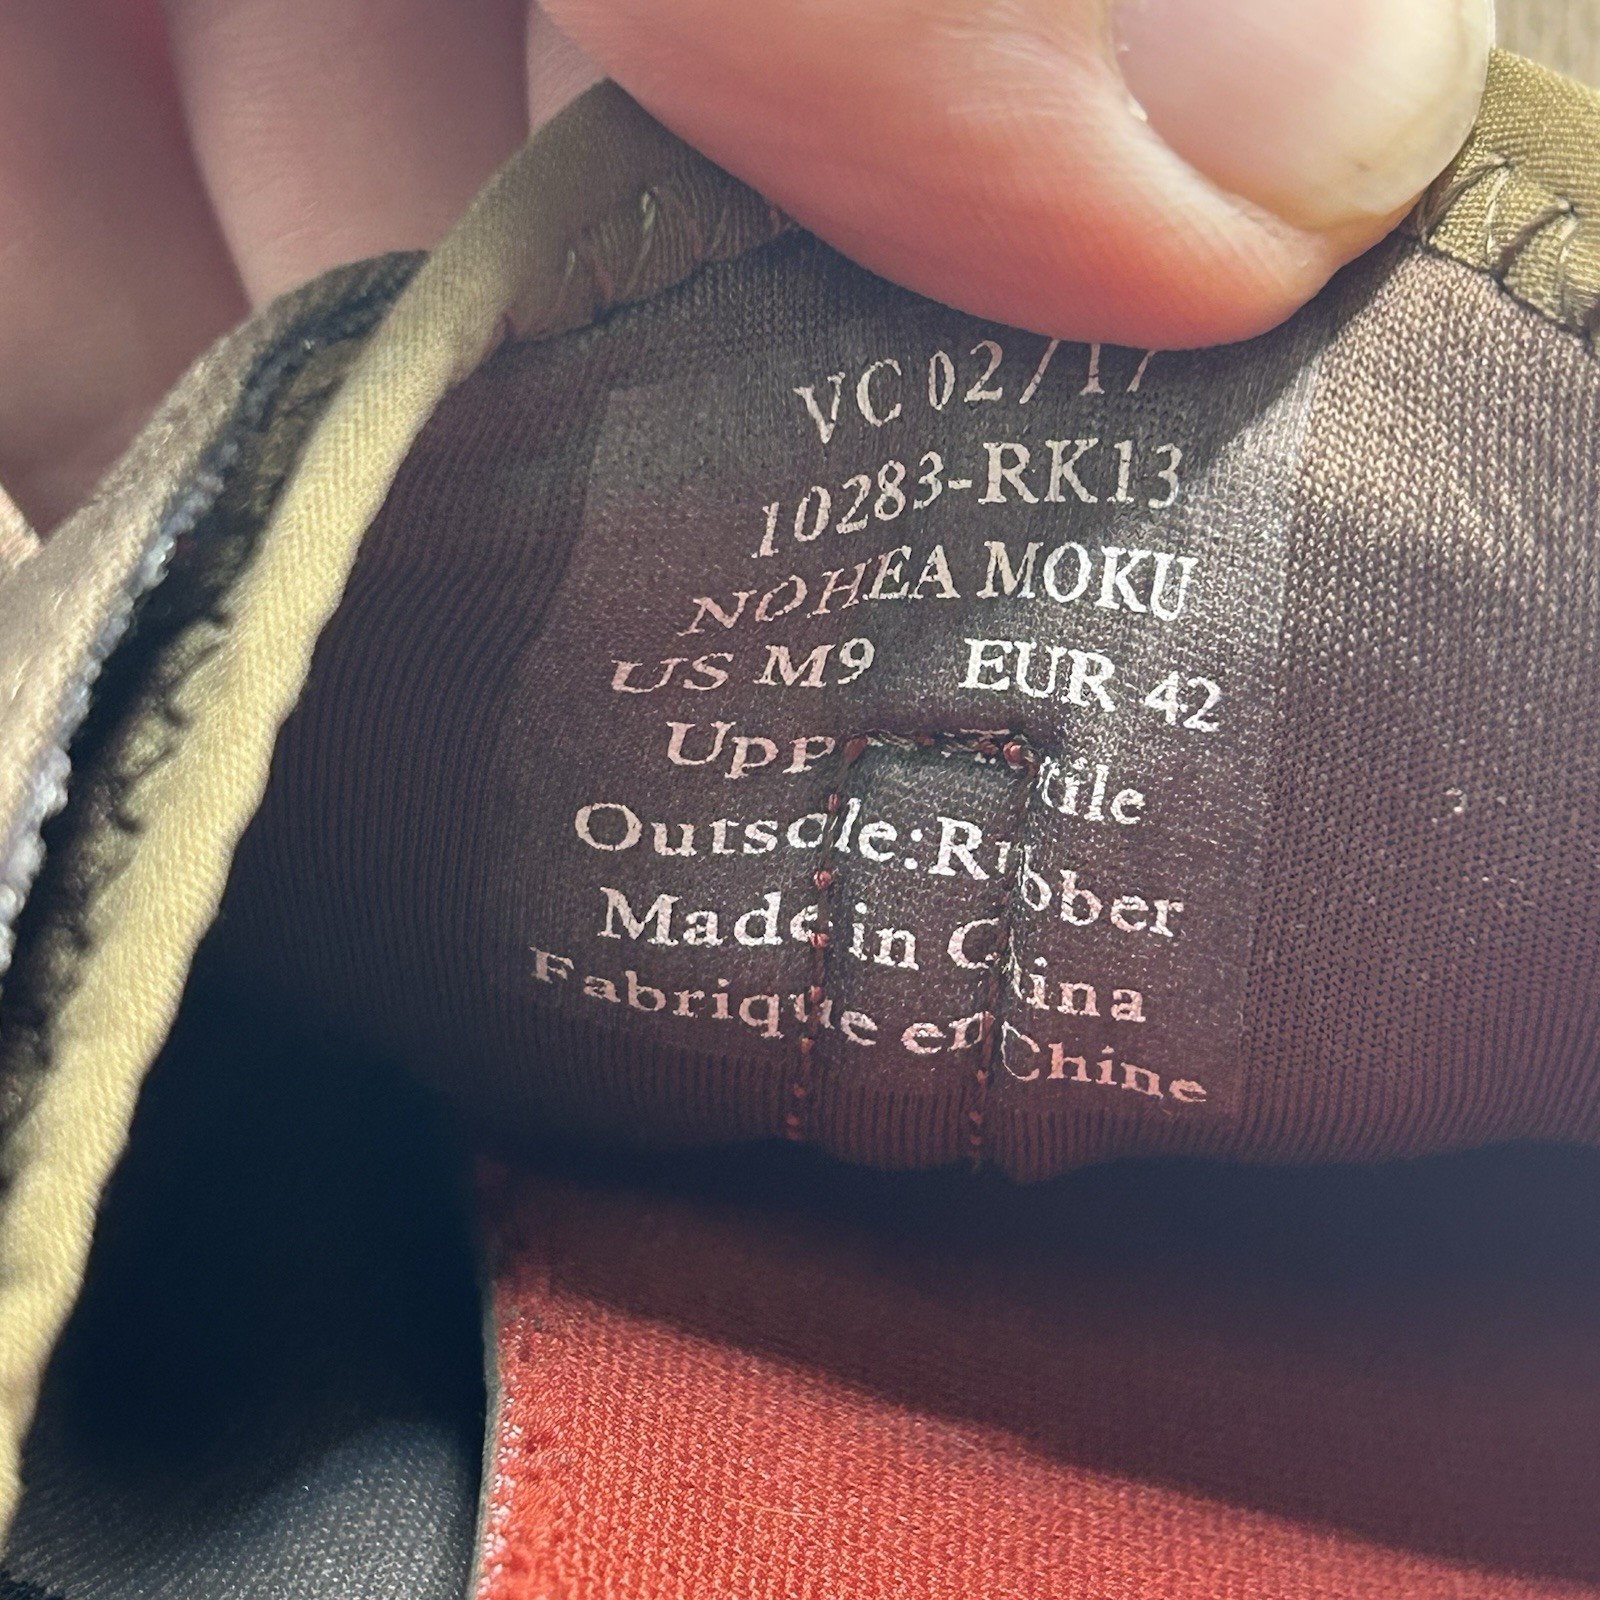 VC 02/17
10283-RK13
NOHEA MOKU
US M9 EUR 42
Outsole:Rubber
Made in China
Fabrique en Chine